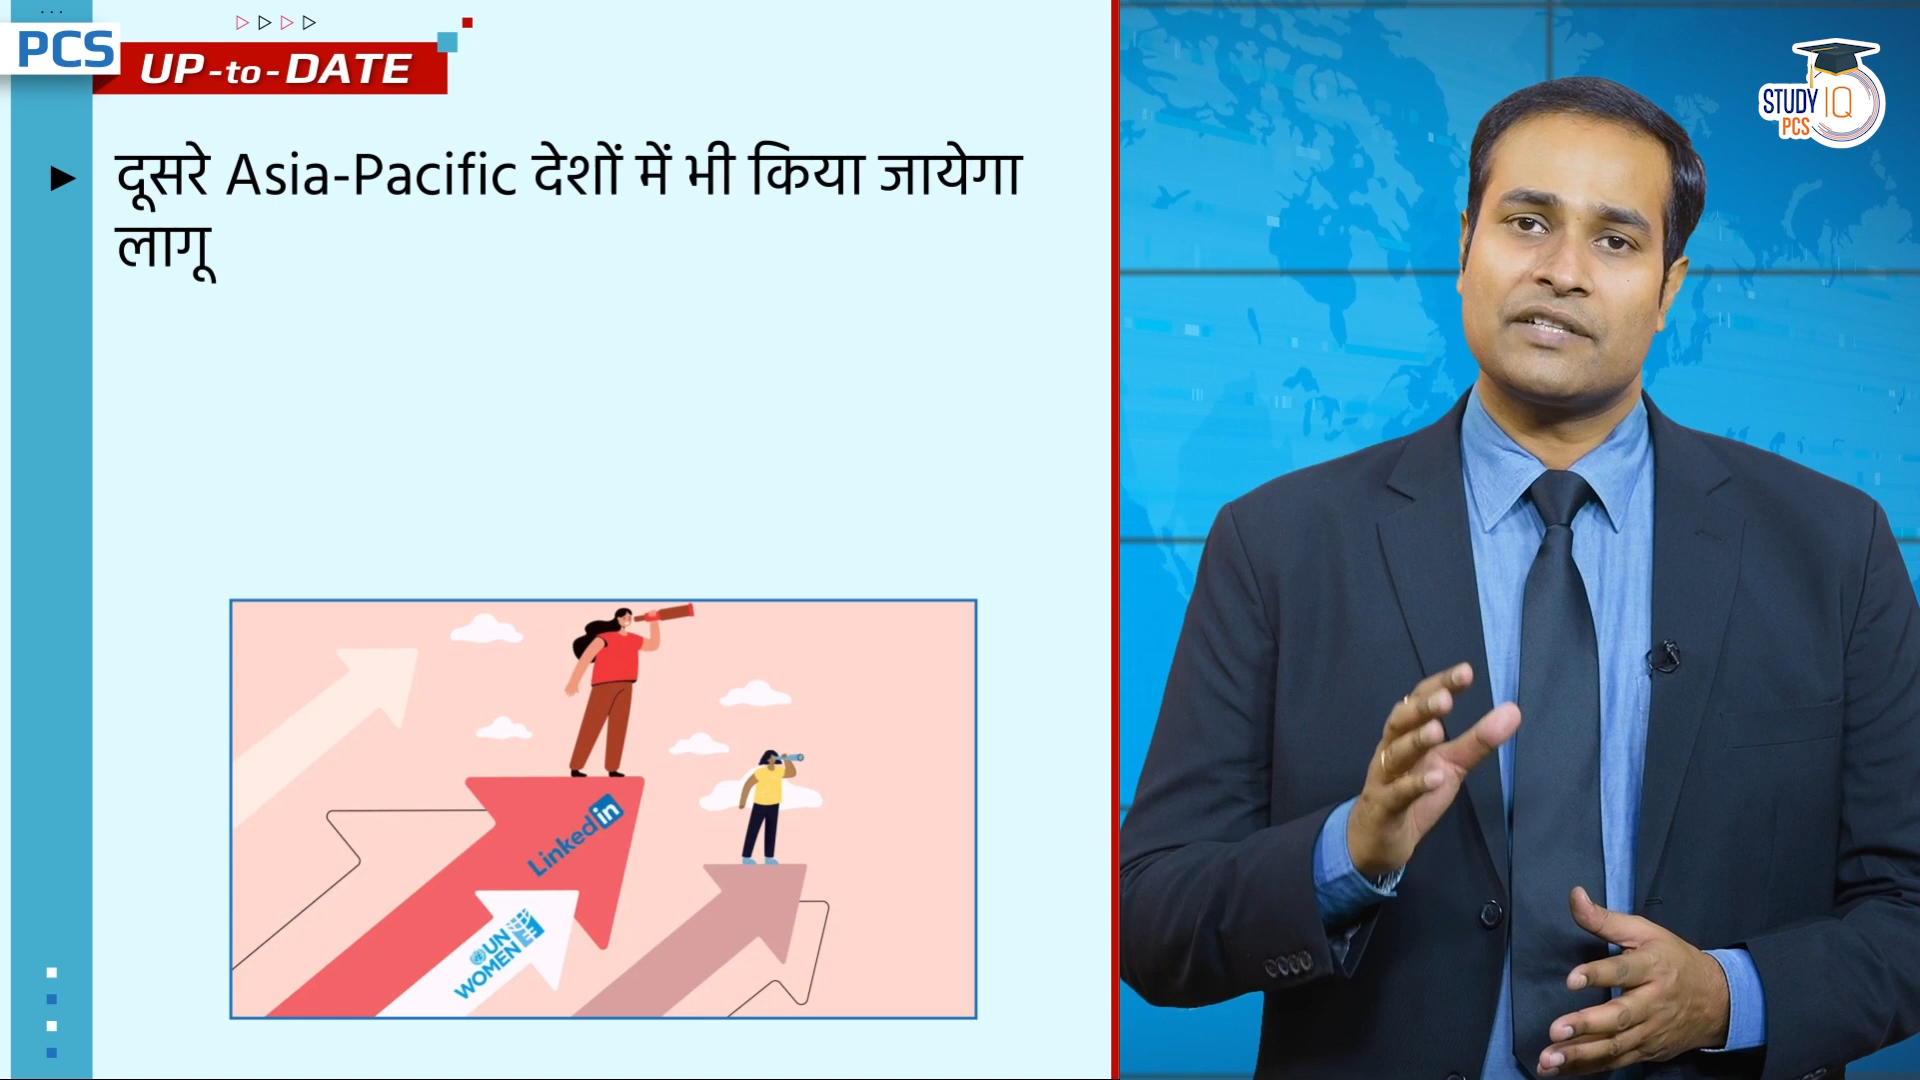 PCS
UP-to-DATE
STUDY IQ
PCS
दूसरे Asia-Pacific देशों में भी किया जायेगा
लागू
Linkedin
UN
WOMEN